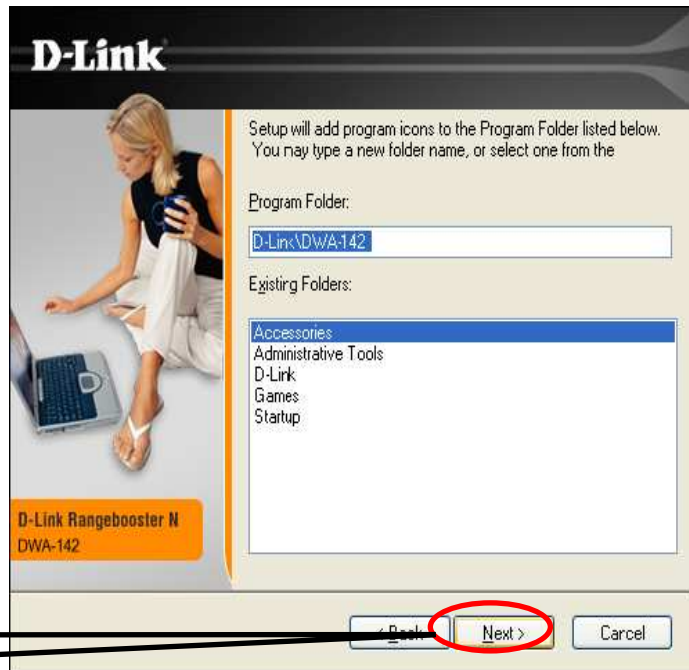 D-Link
Setup will add program icons to the Program Folder listed below.
You may type a new folder name, or select one from the
Program Folder:
D-Link\DWA-142
Existing Folders:
Accessories
Administrative Tools
D-Link
Games
Startup
D-Link Rangebooster N
DWA-142
< Back
Next >
Cancel